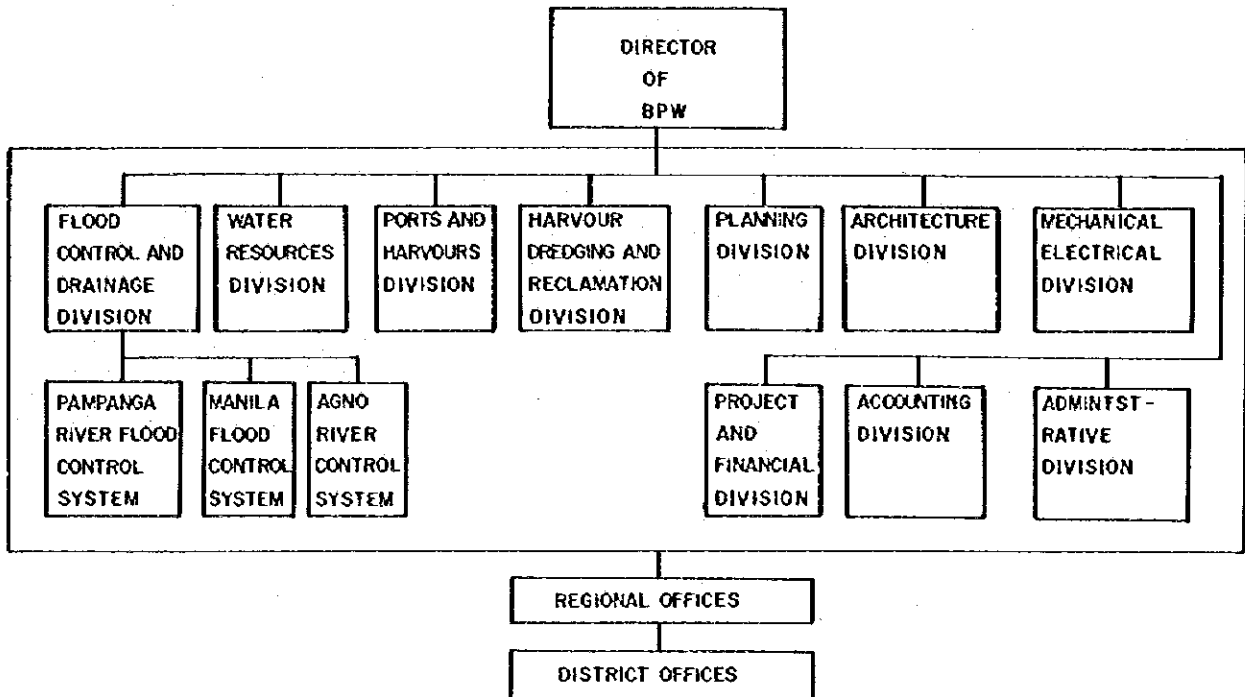 DIRECTOR
OF
BPW
FLOOD
CONTROL AND
DRAINAGE
DIVISION
WATER
RESOURCES
DIVISION
PORTS AND
HARVOURS
DIVISION
HARVOUR
DREDGING AND
RECLAMATION
DIVISION
PLANNING
DIVISION
ARCHITECTURE
DIVISION
MECHANICAL
ELECTRICAL
DIVISION
PAMPANGA
RIVER FLOOD
CONTROL
SYSTEM
MANILA
FLOOD
CONTROL
SYSTEM
AGNO
RIVER
CONTROL
SYSTEM
PROJECT
AND
FINANCIAL
DIVISION
ACCOUNTING
DIVISION
ADMINTST-
RATIVE
DIVISION
REGIONAL OFFICES
DISTRICT OFFICES